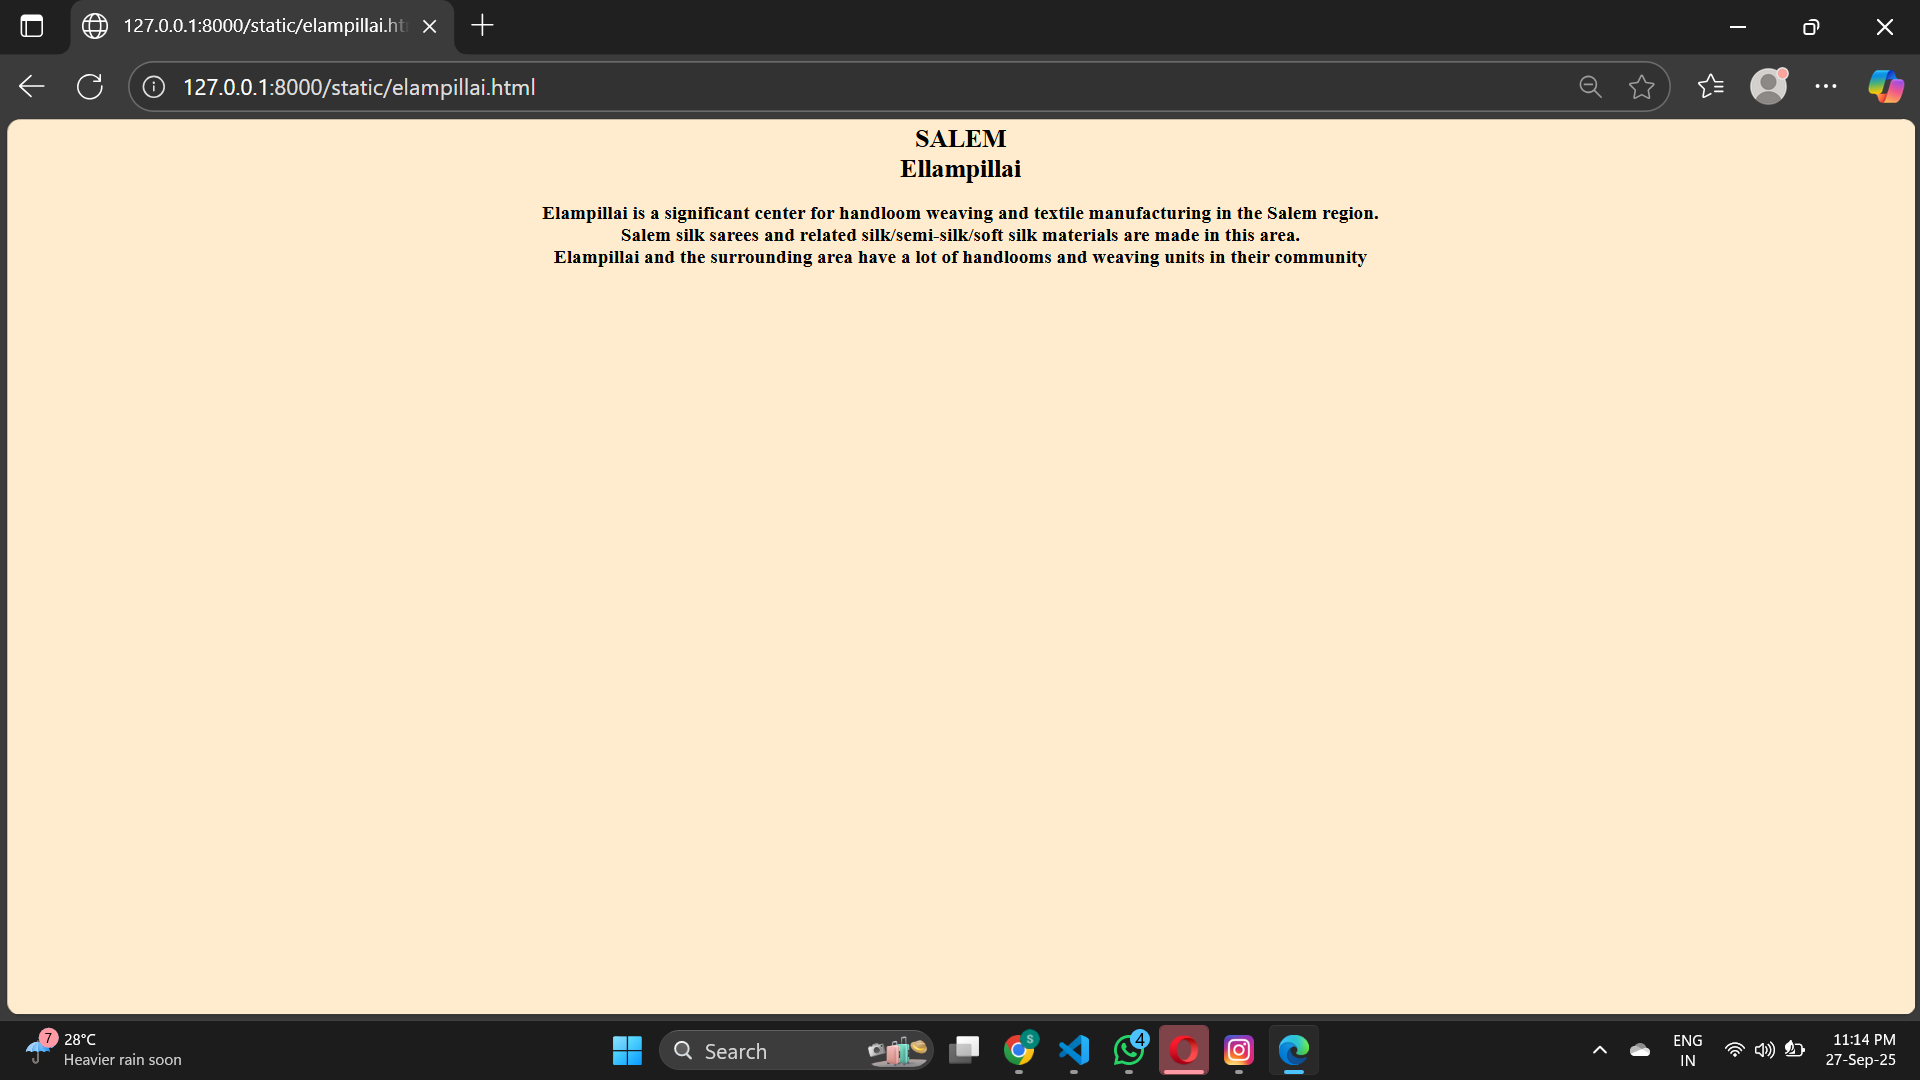 127.0.0.1:8000/static/elampillai.ht
127.0.0.1:8000/static/elampillai.html
SALEM
Ellampillai
Elampillai is a significant center for handloom weaving and textile manufacturing in the Salem region.
Salem silk sarees and related silk/semi-silk/soft silk materials are made in this area.
Elampillai and the surrounding area have a lot of handlooms and weaving units in their community
7
28°C
Heavier rain soon
Search
S
4
ENG
IN
11:14 PM
27-Sep-25